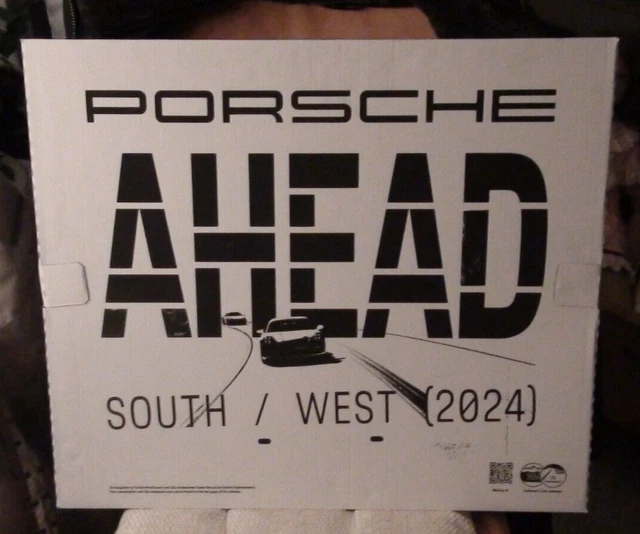 PORSCHE
AHEAD
SOUTH / WEST (2024)